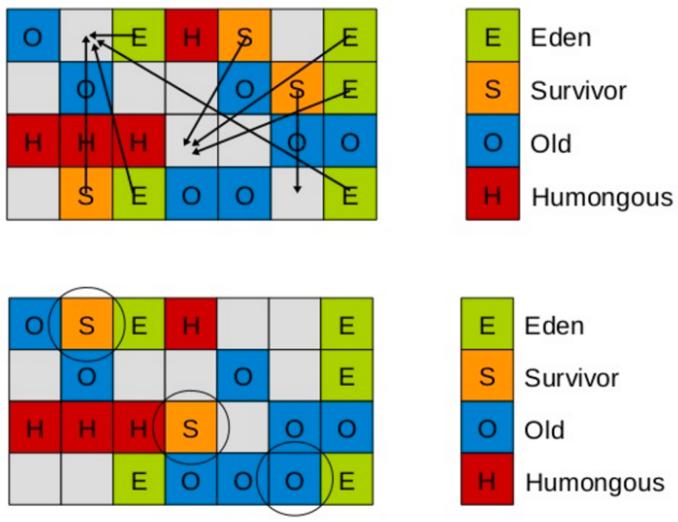 O E H S E E Eden
O O S E S Survivor
H H H O O O Old
S E O O E H Humongous
O S E H E E Eden
O O E S Survivor
H H H S O O O Old
E O O O E H Humongous